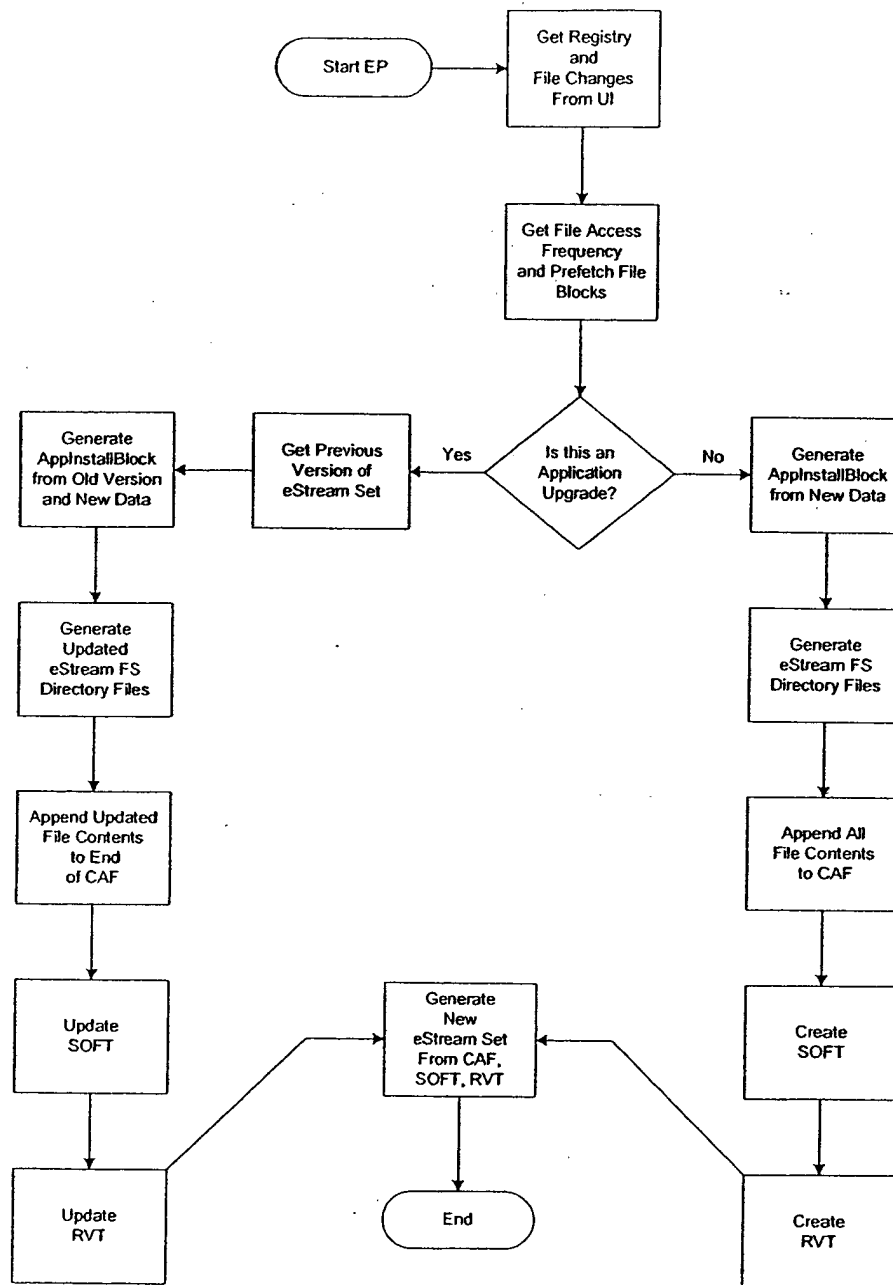 Start EP
Get Registry
and
File Changes
From UI
Get File Access
Frequency
and Prefetch File
Blocks
Is this an
Application
Upgrade?
Yes
No
Get Previous
Version of
eStream Set
Generate
AppInstallBlock
from Old Version
and New Data
Generate
Updated
eStream FS
Directory Files
Append Updated
File Contents
to End
of CAF
Update
SOFT
Update
RVT
Generate
AppInstallBlock
from New Data
Generate
eStream FS
Directory Files
Append All
File Contents
to CAF
Create
SOFT
Create
RVT
Generate
New
eStream Set
From CAF,
SOFT, RVT
End